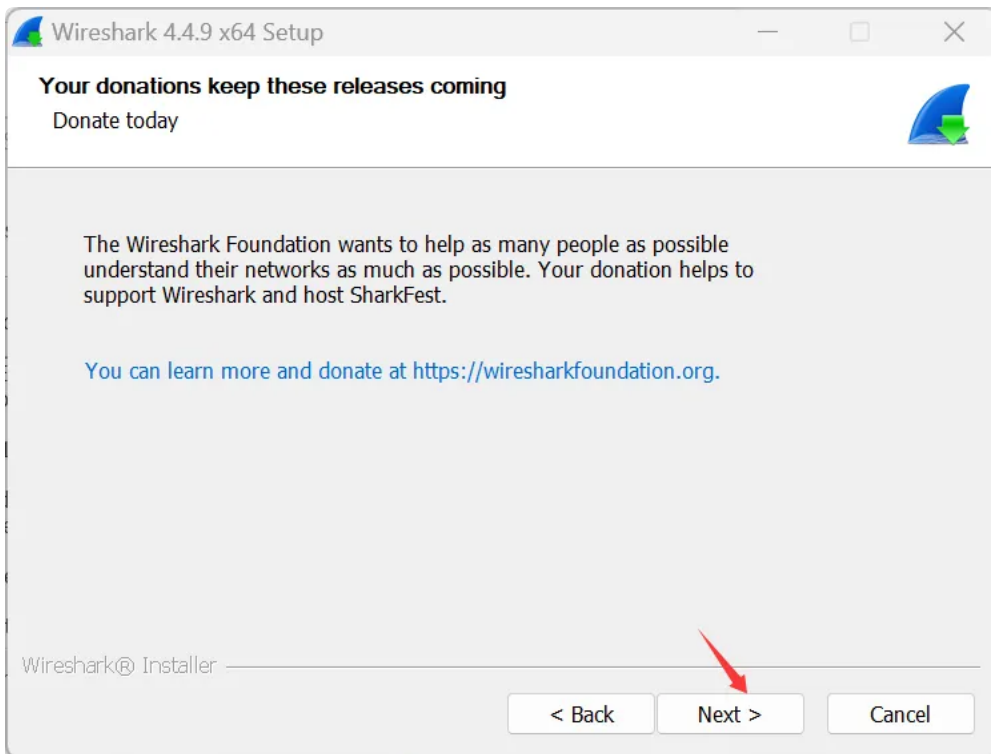 Wireshark 4.4.9 x64 Setup
Your donations keep these releases coming
Donate today
The Wireshark Foundation wants to help as many people as possible
understand their networks as much as possible. Your donation helps to
support Wireshark and host SharkFest.
You can learn more and donate at https://wiresharkfoundation.org.
Wireshark® Installer
< Back
Next >
Cancel